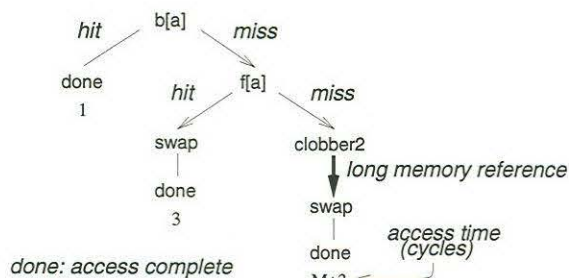 b[a]
hit
miss
done
1
f[a]
hit
miss
swap
clobber2
long memory reference
done
3
swap
access time
(cycles)
done
done: access complete